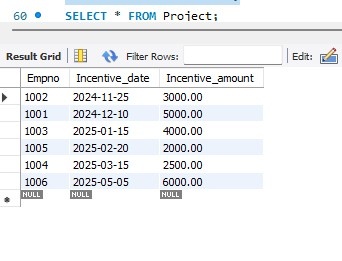 60 SELECT * FROM Project;
Result Grid Filter Rows: Edit:
Empno Incentive_date Incentive_amount
1002 2024-11-25 3000.00
1001 2024-12-10 5000.00
1003 2025-01-15 4000.00
1005 2025-02-20 2000.00
1004 2025-03-15 2500.00
1006 2025-05-05 6000.00
NULL NULL NULL